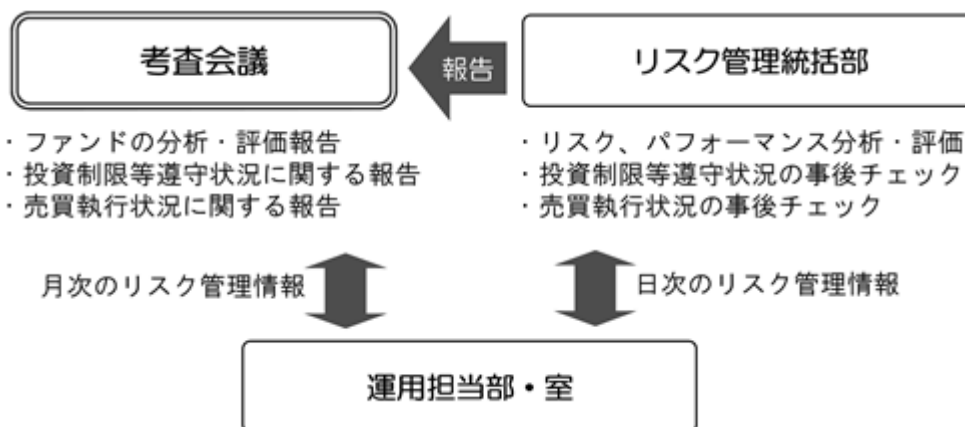 考査会議
報告
リスク管理統括部
・ファンドの分析・評価報告
・投資制限等遵守状況に関する報告
・売買執行状況に関する報告
・リスク、パフォーマンス分析・評価
・投資制限等遵守状況の事後チェック
・売買執行状況の事後チェック
月次のリスク管理情報
日次のリスク管理情報
運用担当部・室